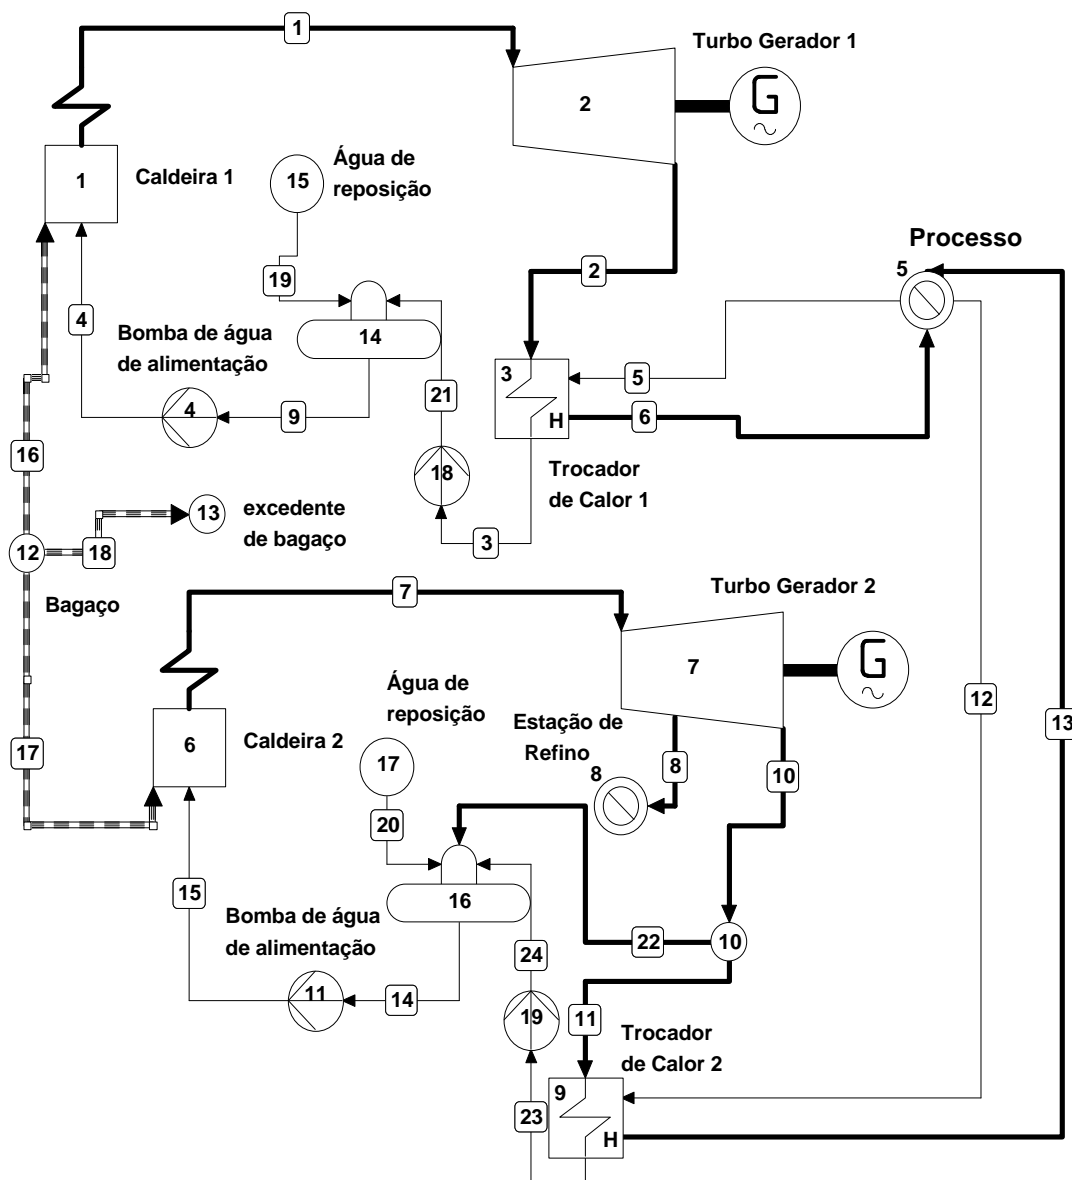 1
Turbo Gerador 1
2
G
Água de
reposição
15
1
Caldeira 1
Processo
5
2
19
4
14
Bomba de água
de alimentação
3
5
21
6
H
4
9
18
16
Trocador
de Calor 1
13
excedente
de bagaço
3
12
18
Bagaço
7
Turbo Gerador 2
G
7
Água de
reposição
12
13
Estação de
Refino
6
Caldeira 2
17
17
8
10
8
20
15
16
Bomba de água
de alimentação
22
10
24
11
14
19
11
Trocador
de Calor 2
9
23
H